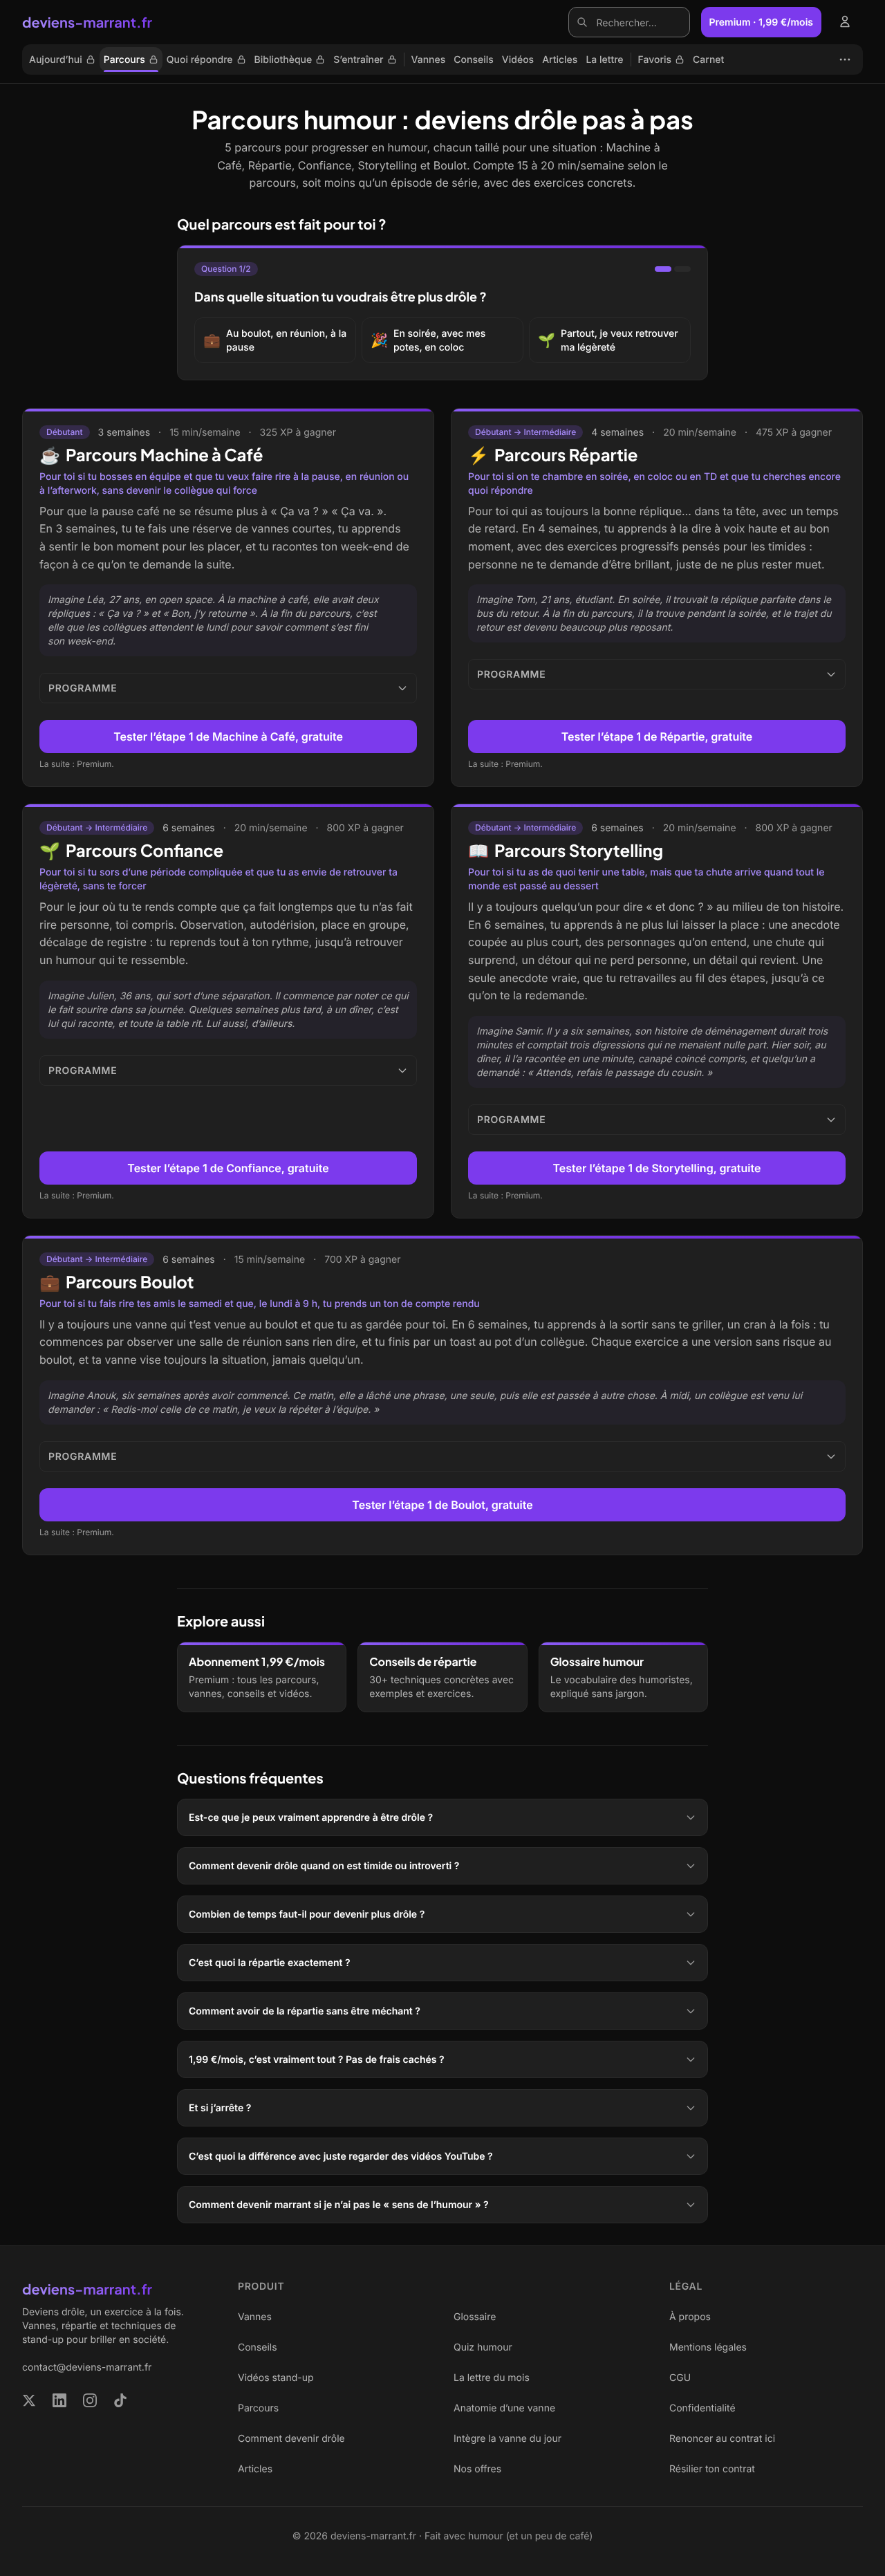 deviens-marrant.fr
Rechercher...
Premium · 1,99 €/mois
Aujourd’hui
Parcours
Quoi répondre
Bibliothèque
S’entraîner
Vannes
Conseils
Vidéos
Articles
La lettre
Favoris
Carnet
Parcours humour : deviens drôle pas à pas
5 parcours pour progresser en humour, chacun taillé pour une situation : Machine à
Café, Répartie, Confiance, Storytelling et Boulot. Compte 15 à 20 min/semaine selon le
parcours, soit moins qu’un épisode de série, avec des exercices concrets.
Quel parcours est fait pour toi ?
Question 1/2
Dans quelle situation tu voudrais être plus drôle ?
💼 Au boulot, en réunion, à la
pause
🎉 En soirée, avec mes
potes, en coloc
🌱 Partout, je veux retrouver
ma légèreté
Débutant 3 semaines · 15 min/semaine · 325 XP à gagner
☕ Parcours Machine à Café
Pour toi si tu bosses en équipe et que tu veux faire rire à la pause, en réunion ou
à l’afterwork, sans devenir le collègue qui force
Pour que la pause café ne se résume plus à « Ça va ? » « Ça va. ».
En 3 semaines, tu te fais une réserve de vannes courtes, tu apprends
à sentir le bon moment pour les placer, et tu racontes ton week-end de
façon à ce qu’on te demande la suite.
Imagine Léa, 27 ans, en open space. À la machine à café, elle avait deux
répliques : « Ça va ? » et « Bon, j’y retourne ». À la fin du parcours, c’est
elle que les collègues attendent le lundi pour savoir comment s’est fini
son week-end.
PROGRAMME
Tester l’étape 1 de Machine à Café, gratuite
La suite : Premium.
Débutant → Intermédiaire 4 semaines · 20 min/semaine · 475 XP à gagner
⚡ Parcours Répartie
Pour toi si on te chambre en soirée, en coloc ou en TD et que tu cherches encore
quoi répondre
Pour toi qui as toujours la bonne réplique… dans ta tête, avec un temps
de retard. En 4 semaines, tu apprends à la dire à voix haute et au bon
moment, avec des exercices progressifs pensés pour les timides :
personne ne te demande d’être brillant, juste de ne plus rester muet.
Imagine Tom, 21 ans, étudiant. En soirée, il trouvait la réplique parfaite dans le
bus du retour. À la fin du parcours, il la trouve pendant la soirée, et le trajet du
retour est devenu beaucoup plus reposant.
PROGRAMME
Tester l’étape 1 de Répartie, gratuite
La suite : Premium.
Débutant → Intermédiaire 6 semaines · 20 min/semaine · 800 XP à gagner
🌱 Parcours Confiance
Pour toi si tu sors d’une période compliquée et que tu as envie de retrouver ta
légèreté, sans te forcer
Pour le jour où tu te rends compte que ça fait longtemps que tu n’as fait
rire personne, toi compris. Observation, autodérision, place en groupe,
décalage de registre : tu reprends tout à ton rythme, jusqu’à retrouver
un humour qui te ressemble.
Imagine Julien, 36 ans, qui sort d’une séparation. Il commence par noter ce qui
le fait sourire dans sa journée. Quelques semaines plus tard, à un dîner, c’est
lui qui raconte, et toute la table rit. Lui aussi, d’ailleurs.
PROGRAMME
Tester l’étape 1 de Confiance, gratuite
La suite : Premium.
Débutant → Intermédiaire 6 semaines · 20 min/semaine · 800 XP à gagner
📖 Parcours Storytelling
Pour toi si tu as de quoi tenir une table, mais que ta chute arrive quand tout le
monde est passé au dessert
Il y a toujours quelqu’un pour dire « et donc ? » au milieu de ton histoire.
En 6 semaines, tu apprends à ne plus lui laisser la place : une anecdote
coupée au plus court, des personnages qu’on entend, une chute qui
surprend, un détour qui ne perd personne, un détail qui revient. Une
seule anecdote vraie, que tu retravailles au fil des étapes, jusqu’à ce
qu’on te la redemande.
Imagine Samir. Il y a six semaines, son histoire de déménagement durait trois
minutes et comptait trois digressions qui ne menaient nulle part. Hier soir, au
dîner, il l’a racontée en une minute, canapé coincé compris, et quelqu’un a
demandé : « Attends, refais le passage du cousin. »
PROGRAMME
Tester l’étape 1 de Storytelling, gratuite
La suite : Premium.
Débutant → Intermédiaire 6 semaines · 15 min/semaine · 700 XP à gagner
💼 Parcours Boulot
Pour toi si tu fais rire tes amis le samedi et que, le lundi à 9 h, tu prends un ton de compte rendu
Il y a toujours une vanne qui t’est venue au boulot et que tu as gardée pour toi. En 6 semaines, tu apprends à la sortir sans te griller, un cran à la fois : tu
commences par observer une salle de réunion sans rien dire, et tu finis par un toast au pot d’un collègue. Chaque exercice a une version sans risque au
boulot, et ta vanne vise toujours la situation, jamais quelqu’un.
Imagine Anouk, six semaines après avoir commencé. Ce matin, elle a lâché une phrase, une seule, puis elle est passée à autre chose. À midi, un collègue est venu lui
demander : « Redis-moi celle de ce matin, je veux la répéter à l’équipe. »
PROGRAMME
Tester l’étape 1 de Boulot, gratuite
La suite : Premium.
Explore aussi
Abonnement 1,99 €/mois
Premium : tous les parcours,
vannes, conseils et vidéos.
Conseils de répartie
30+ techniques concrètes avec
exemples et exercices.
Glossaire humour
Le vocabulaire des humoristes,
expliqué sans jargon.
Questions fréquentes
Est-ce que je peux vraiment apprendre à être drôle ?
Comment devenir drôle quand on est timide ou introverti ?
Combien de temps faut-il pour devenir plus drôle ?
C’est quoi la répartie exactement ?
Comment avoir de la répartie sans être méchant ?
1,99 €/mois, c’est vraiment tout ? Pas de frais cachés ?
Et si j’arrête ?
C’est quoi la différence avec juste regarder des vidéos YouTube ?
Comment devenir marrant si je n’ai pas le « sens de l’humour » ?
deviens-marrant.fr
Deviens drôle, un exercice à la fois.
Vannes, répartie et techniques de
stand-up pour briller en société.
contact@deviens-marrant.fr
PRODUIT
Vannes
Conseils
Vidéos stand-up
Parcours
Comment devenir drôle
Articles
Glossaire
Quiz humour
La lettre du mois
Anatomie d’une vanne
Intègre la vanne du jour
Nos offres
LÉGAL
À propos
Mentions légales
CGU
Confidentialité
Renoncer au contrat ici
Résilier ton contrat
© 2026 deviens-marrant.fr · Fait avec humour (et un peu de café)